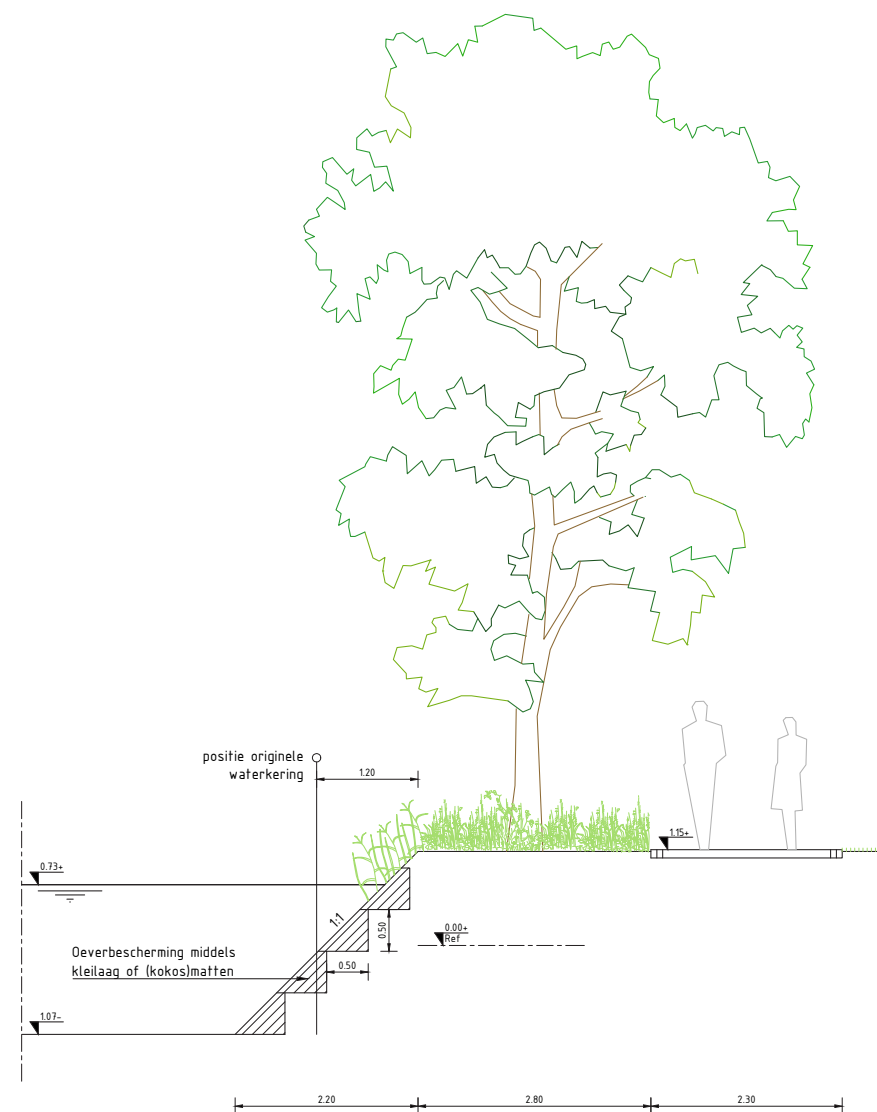 positie originele
waterkering
1.20
1.15+
0.73+
1:1
0.50
0.00+
Ref
Oeverbescherming middels
kleilaag of (kokos)matten
0.50
1.07-
2.20
2.80
2.30